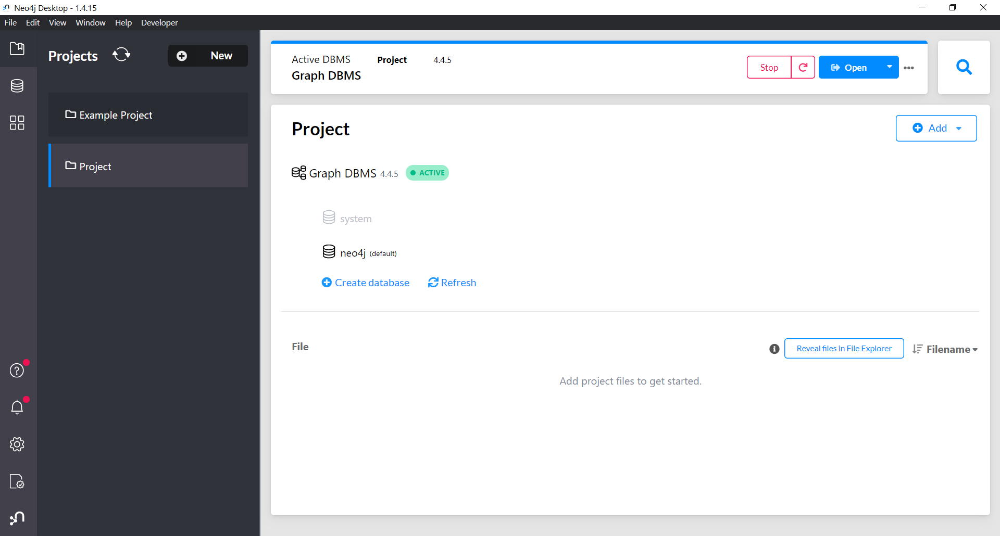 Neo4j Desktop - 1.4.15
File Edit View Window Help Developer
Projects
New
Example Project
Project
Active DBMS
Graph DBMS
Project
4.4.5
Stop
Open
Project
Add
Graph DBMS 4.4.5 ACTIVE
system
neo4j (default)
Create database
Refresh
File
Reveal files in File Explorer
Filename
Add project files to get started.